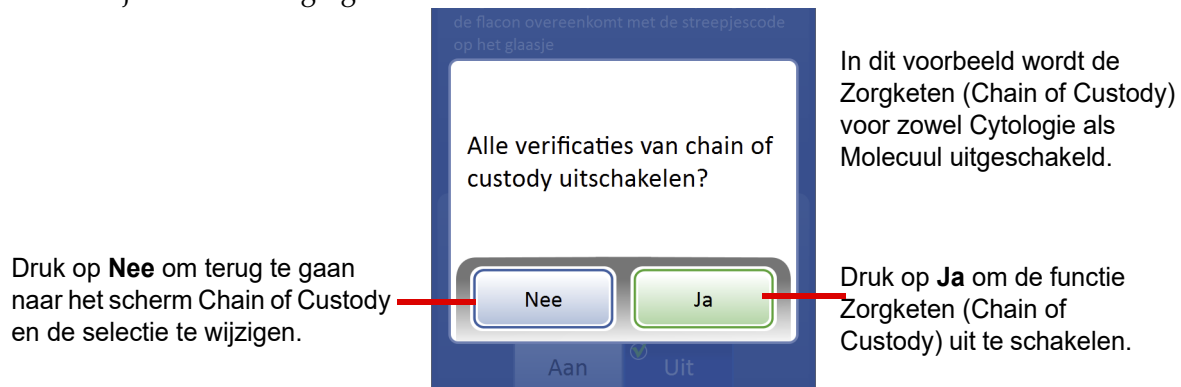 de flacon overeenkomt met de streepjescode
op het glaasje
Alle verificaties van chain of
custody uitschakelen?
Nee
Ja
Aan
Uit
In dit voorbeeld wordt de
Zorgketen (Chain of Custody)
voor zowel Cytologie als
Molecuul uitgeschakeld.
Druk op Nee om terug te gaan
naar het scherm Chain of Custody
en de selectie te wijzigen.
Druk op Ja om de functie
Zorgketen (Chain of
Custody) uit te schakelen.